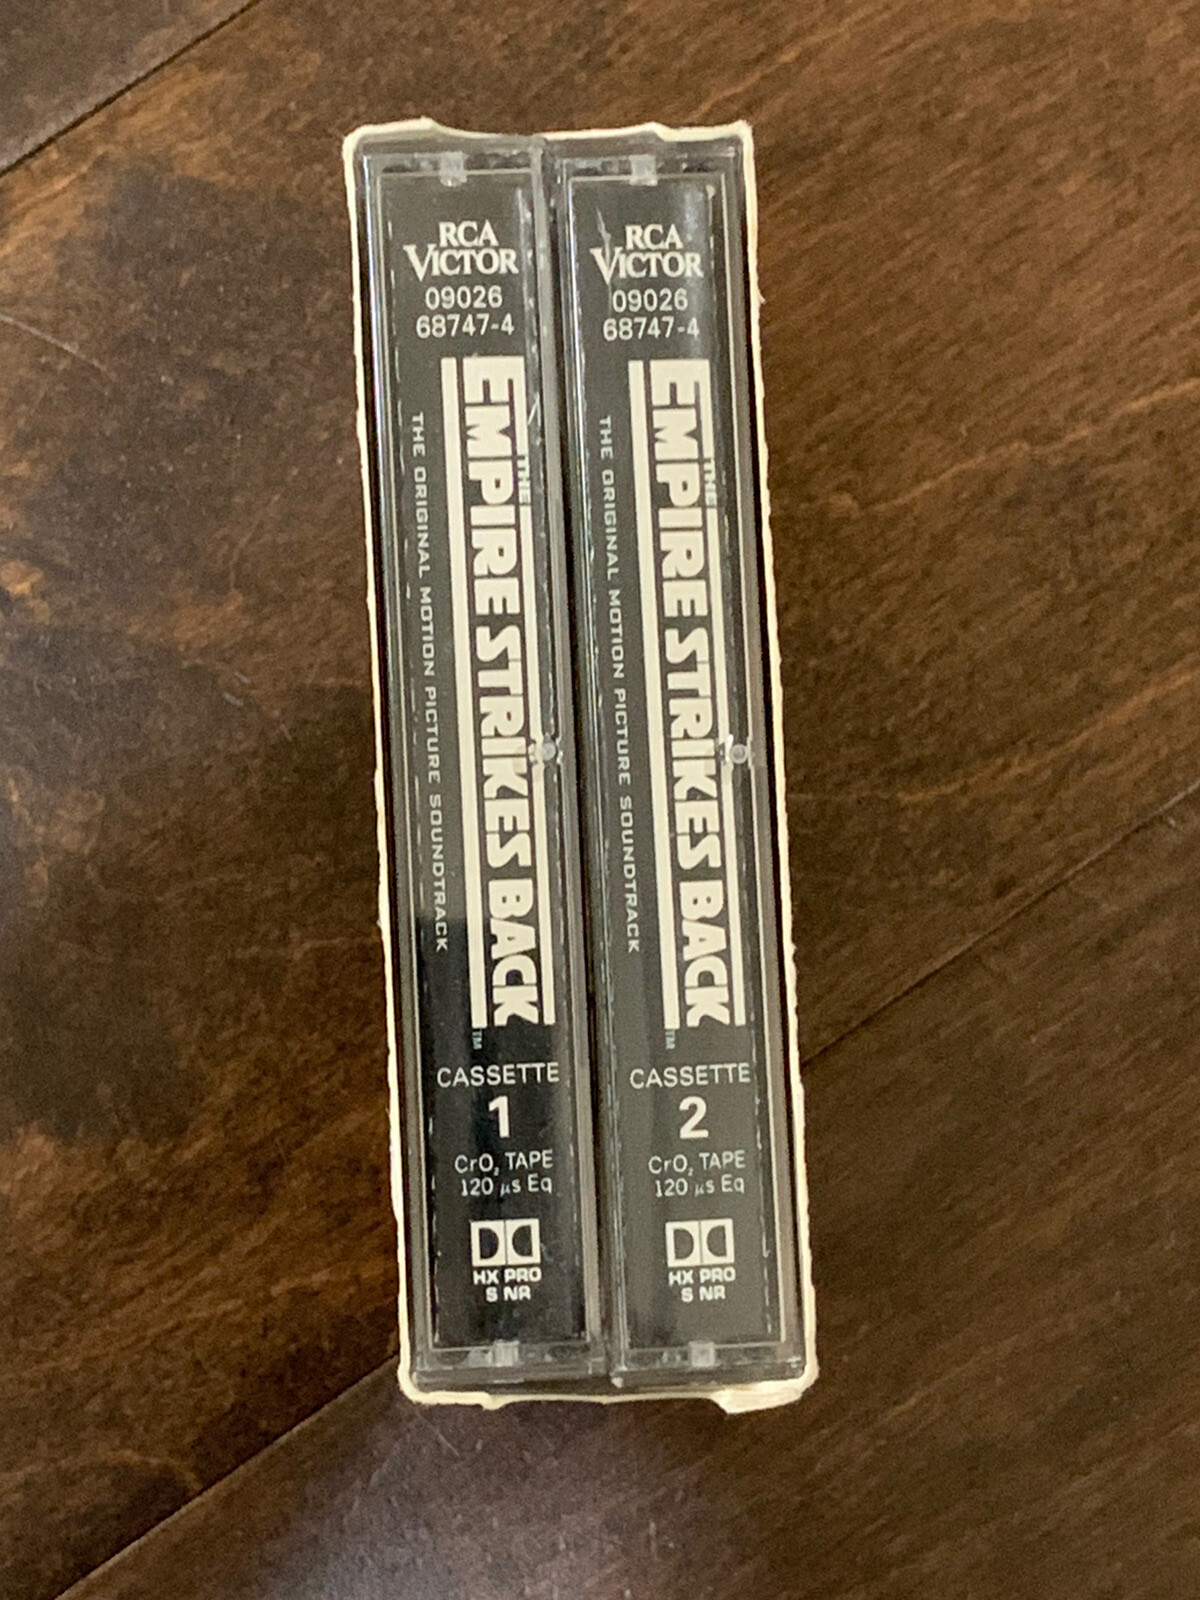 RCA
VICTOR
09026
68747-4
THE
EMPIRE STRIKES BACK
TM
THE ORIGINAL MOTION PICTURE SOUNDTRACK
CASSETTE
1
CrO₂ TAPE
120 µs Eq
HX PRO
S NR
RCA
VICTOR
09026
68747-4
THE
EMPIRE STRIKES BACK
TM
THE ORIGINAL MOTION PICTURE SOUNDTRACK
CASSETTE
2
CrO₂ TAPE
120 µs Eq
HX PRO
S NR